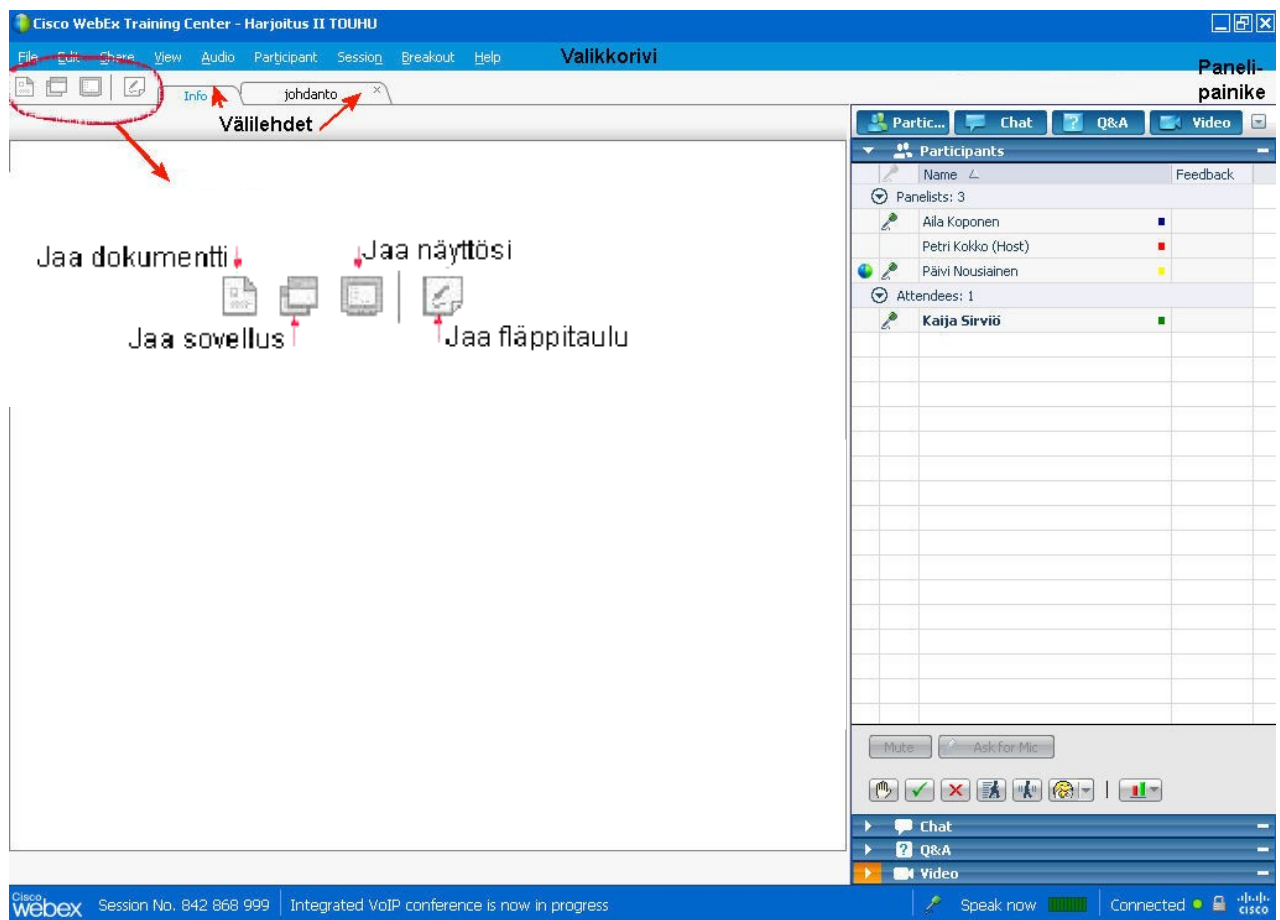 Cisco WebEx Training Center - Harjoitus II TOUHU
File Edit Share View Audio Participant Session Breakout Help Valikkorivi
Paneli-
painike
Info johdanto
Välilehdet
Partic... Chat Q&A Video
Participants
Name Feedback
Panelists: 3
Aila Koponen
Petri Kokko (Host)
Päivi Nousiainen
Attendees: 1
Kaija Sirviö
Jaa dokumentti Jaa näyttösi
Jaa sovellus Jaa fläppitaulu
Mute Ask for Mic
Chat
Q&A
Video
Cisco webex Session No. 842 868 999 Integrated VoIP conference is now in progress Speak now Connected cisco